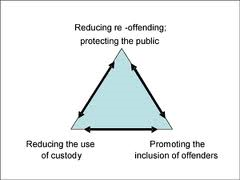 Reducing re -offending;
protecting the public
Reducing the use
of custody
Promoting the
inclusion of offenders